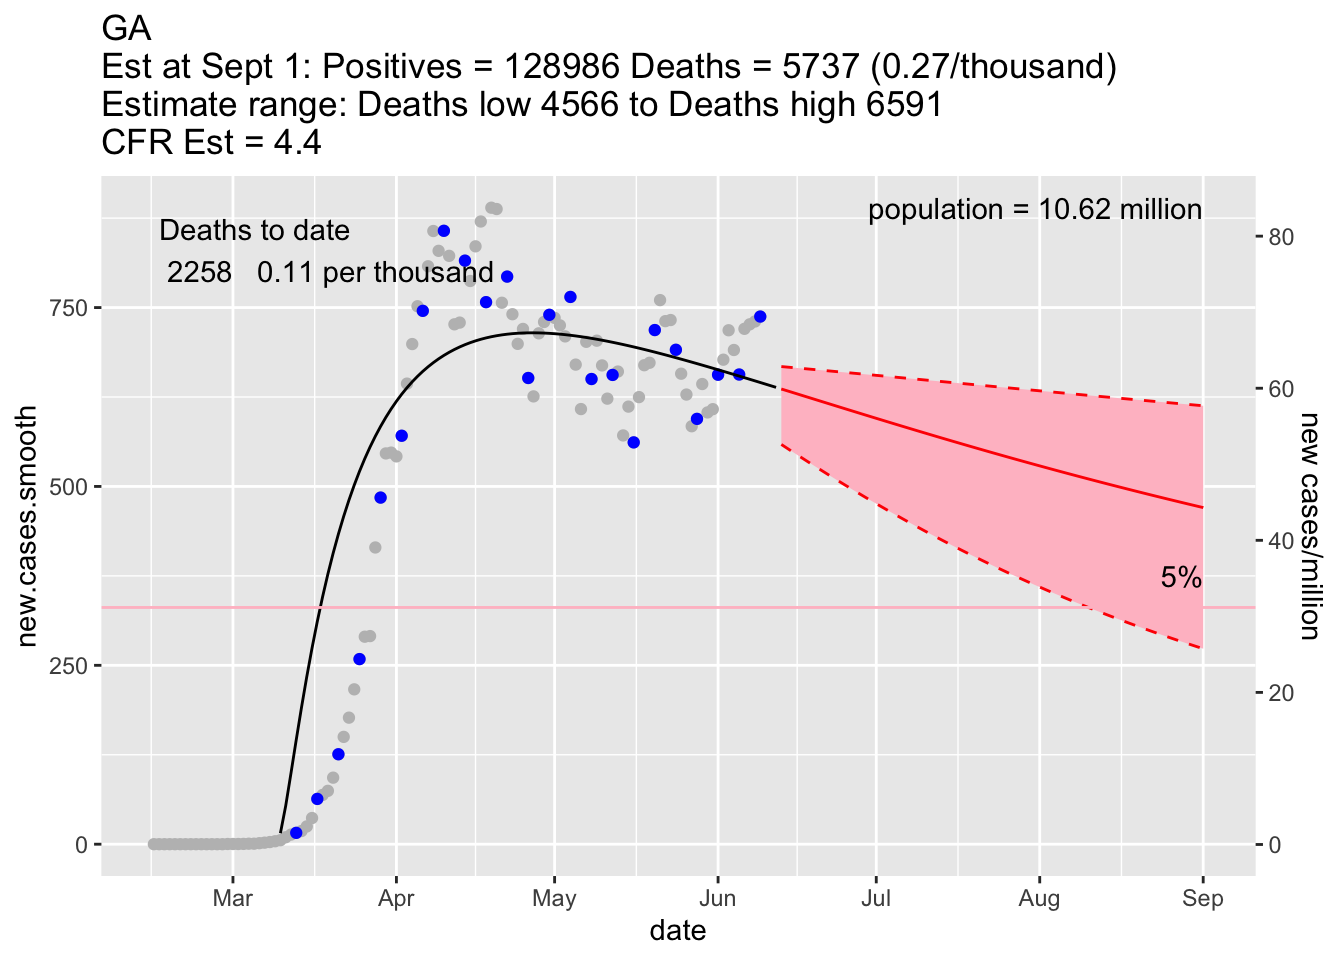 GA
Est at Sept 1: Positives = 128986 Deaths = 5737 (0.27/thousand)
Estimate range: Deaths low 4566 to Deaths high 6591
CFR Est = 4.4
Deaths to date
2258 0.11 per thousand
population = 10.62 million
750
500
250
0
new.cases.smooth
80
60
40
20
0
new cases/million
5%
Mar Apr May Jun Jul Aug Sep
date